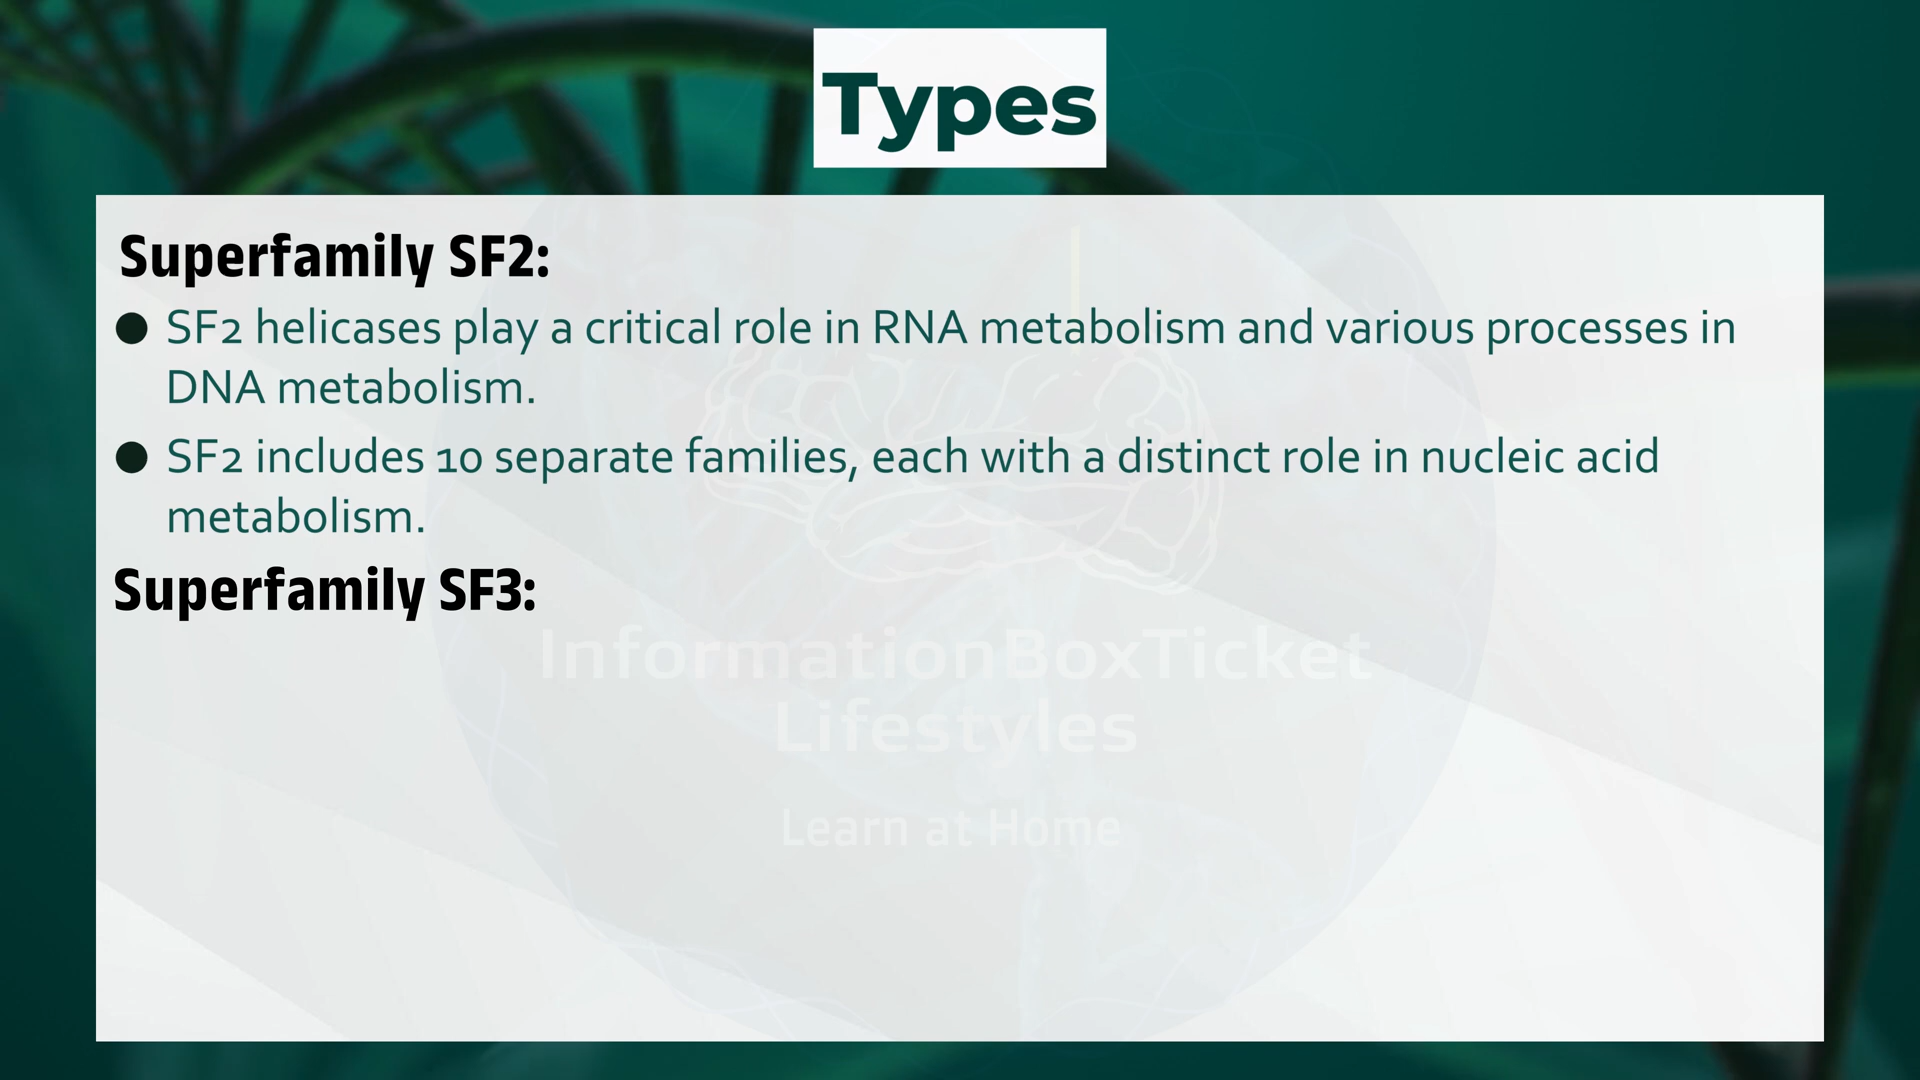 Types
Superfamily SF2:
● SF2 helicases play a critical role in RNA metabolism and various processes in
DNA metabolism.
● SF2 includes 10 separate families, each with a distinct role in nucleic acid
metabolism.
Superfamily SF3:
InformationBoxTicket
Lifestyles
Learn at Home